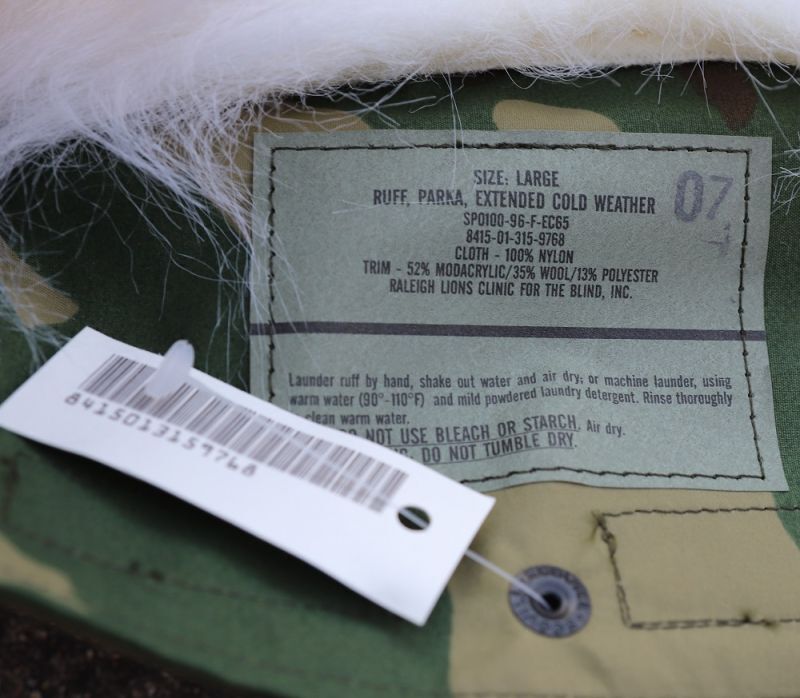 SIZE: LARGE
07
RUFF, PARKA, EXTENDED COLD WEATHER
SPO100-96-F-EC65
8415-01-315-9768
CLOTH - 100% NYLON
TRIM - 52% MODACRYLIC/35% WOOL/13% POLYESTER
RALEIGH LIONS CLINIC FOR THE BLIND, INC.
Launder ruff by hand, shake out water and air dry; or machine launder, using
warm water (90°-110°F) and mild powdered laundry detergent. Rinse thoroughly
clean warm water.
NOT USE BLEACH OR STARCH. Air dry.
DO NOT TUMBLE DRY.
8415013159768